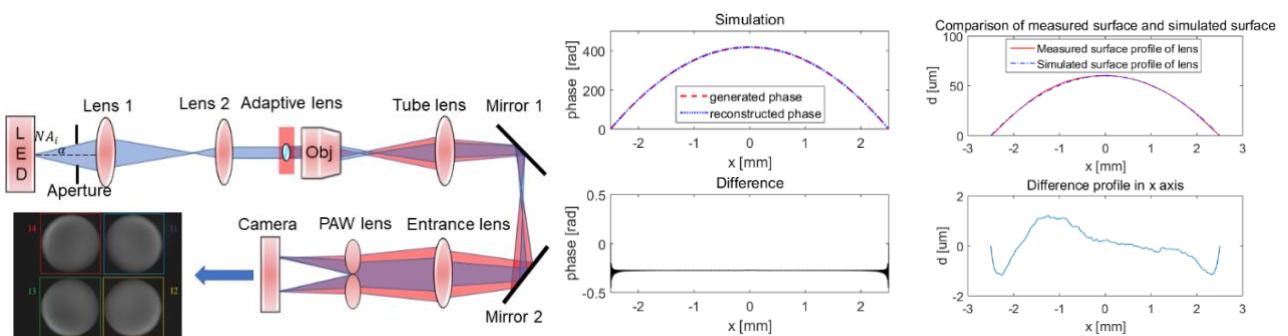 Lens 1
Lens 2
Adaptive lens
Tube lens
Mirror 1
L
E
D
NA_i
α
Obj
Aperture
Camera
PAW lens
Entrance lens
Mirror 2
I4
I1
I3
I2
Simulation
phase [rad]
400
200
0
generated phase
reconstructed phase
-2 -1 0 1 2
x [mm]
Difference
phase [rad]
0.5
0
-0.5
-2 -1 0 1 2
x [mm]
Comparison of measured surface and simulated surface
d [um]
100
50
0
Measured surface profile of lens
Simulated surface profile of lens
-3 -2 -1 0 1 2 3
x [mm]
Difference profile in x axis
d [um]
2
0
-2
-3 -2 -1 0 1 2 3
x [mm]